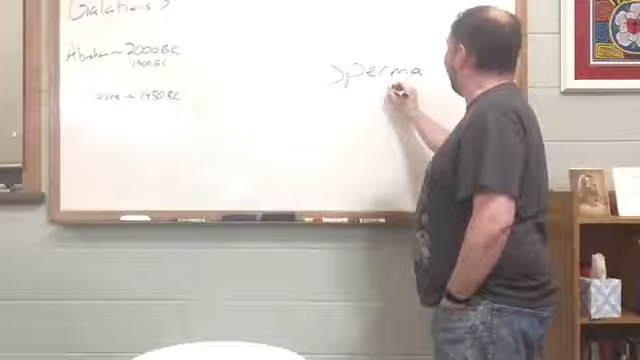 Galatians 3
Abraham ~ 2000 BC
1900 BC
~ 1450 BC
Sperma